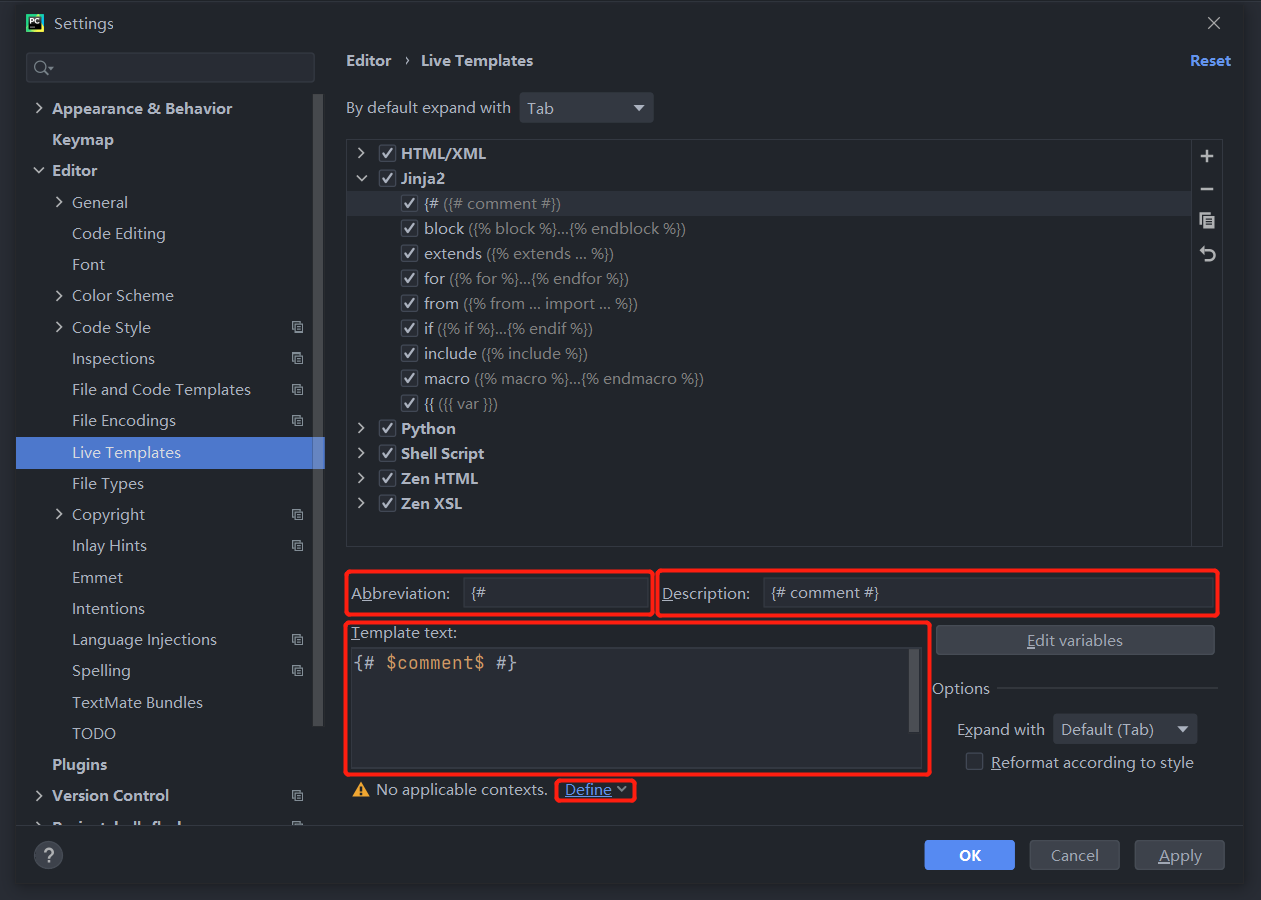 PC
Settings
Editor › Live Templates
Reset
By default expand with Tab
Appearance & Behavior
Keymap
Editor
General
Code Editing
Font
Color Scheme
Code Style
Inspections
File and Code Templates
File Encodings
Live Templates
File Types
Copyright
Inlay Hints
Emmet
Intentions
Language Injections
Spelling
TextMate Bundles
TODO
Plugins
Version Control
HTML/XML
Jinja2
{# ({# comment #})
block ({% block %}...{% endblock %})
extends ({% extends ... %})
for ({% for %}...{% endfor %})
from ({% from ... import ... %})
if ({% if %}...{% endif %})
include ({% include %})
macro ({% macro %}...{% endmacro %})
{{ ({{ var }})
Python
Shell Script
Zen HTML
Zen XSL
Abbreviation: {#
Description: {# comment #}
Template text:
{# $comment$ #}
Edit variables
Options
Expand with Default (Tab)
Reformat according to style
No applicable contexts. Define
?
OK
Cancel
Apply